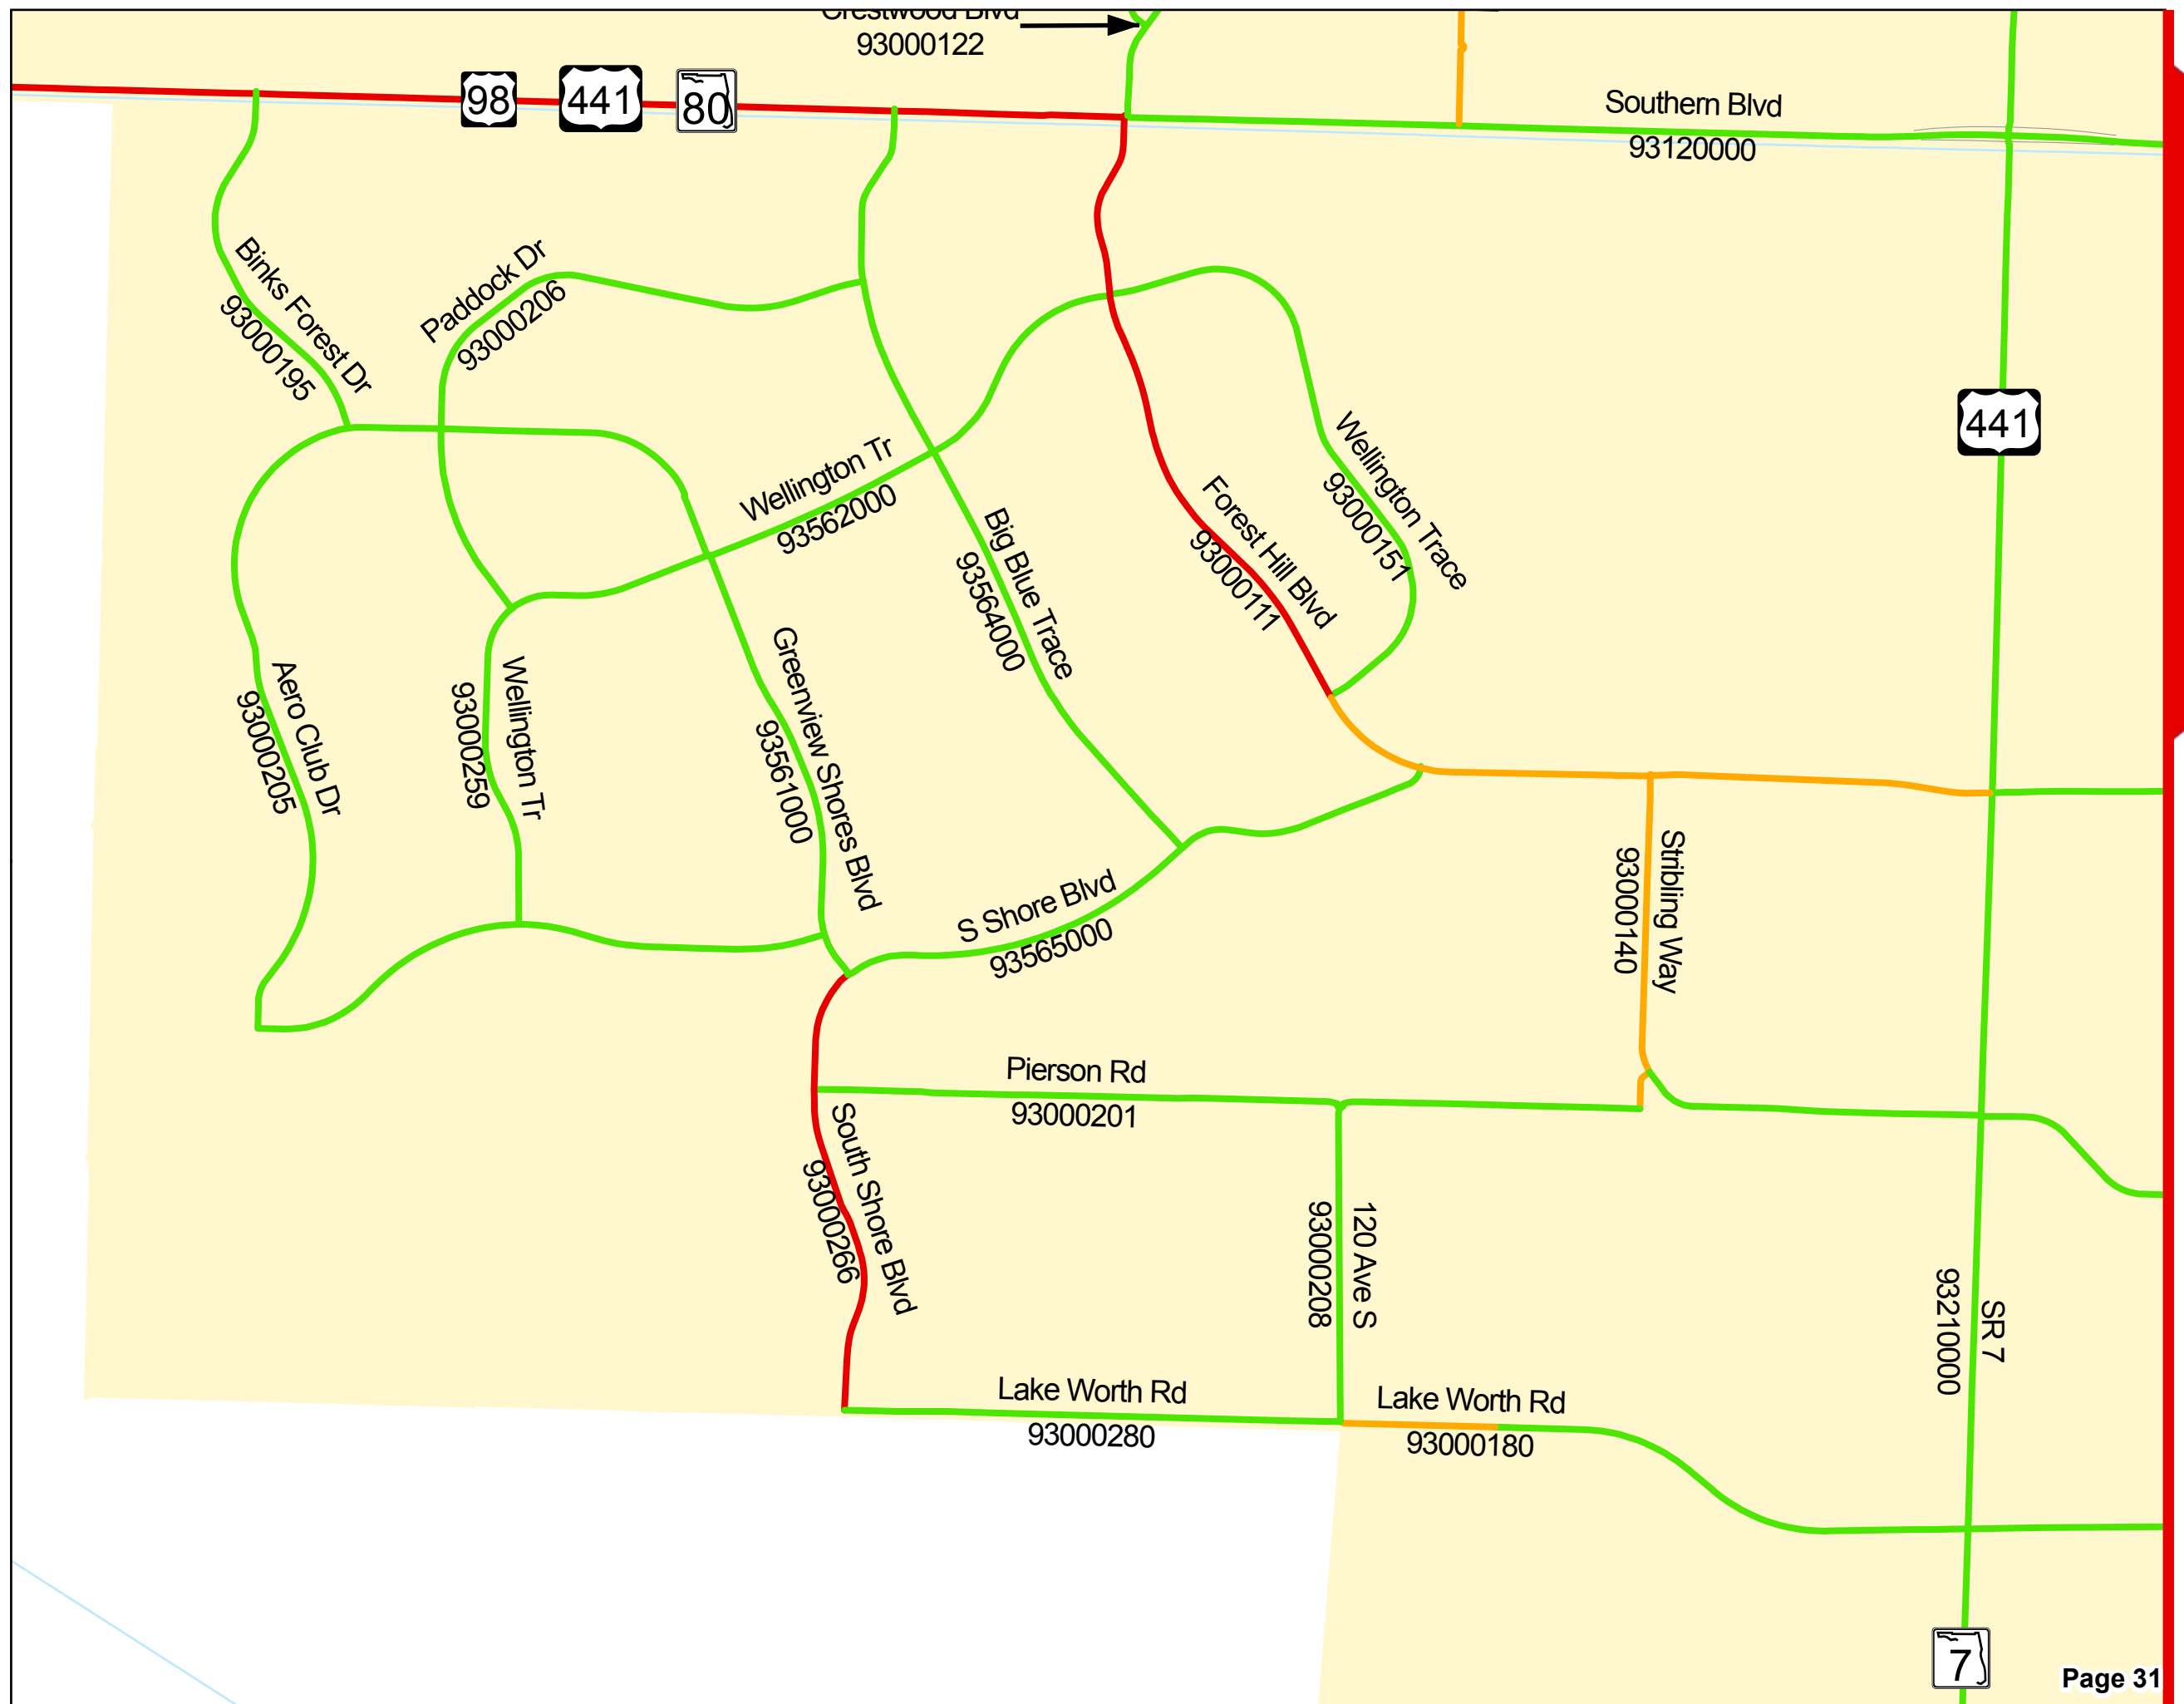 Crestwood Blvd
93000122
98
441
80
Southern Blvd
93120000
Binks Forest Dr
93000195
Paddock Dr
93000206
Wellington Tr
93562000
Big Blue Trace
93564000
Forest Hill Blvd
93000111
Wellington Trace
93000151
441
Aero Club Dr
93000205
Wellington Tr
93000259
Greenview Shores Blvd
93561000
S Shore Blvd
93565000
Stribling Way
93000140
Pierson Rd
93000201
South Shore Blvd
93000266
120 Ave S
93000208
SR 7
93210000
Lake Worth Rd
93000280
Lake Worth Rd
93000180
7
Page 31